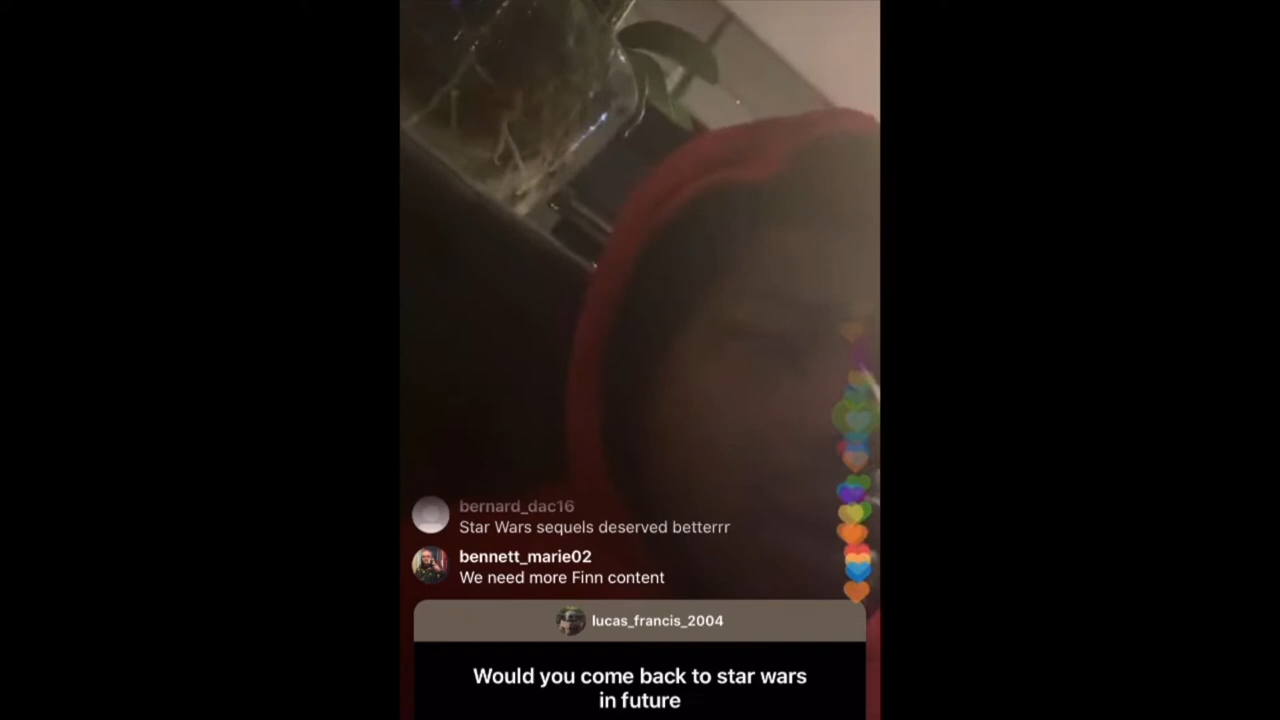 bernard_dac16
Star Wars sequels deserved betterrr
bennett_marie02
We need more Finn content
lucas_francis_2004
Would you come back to star wars
in future